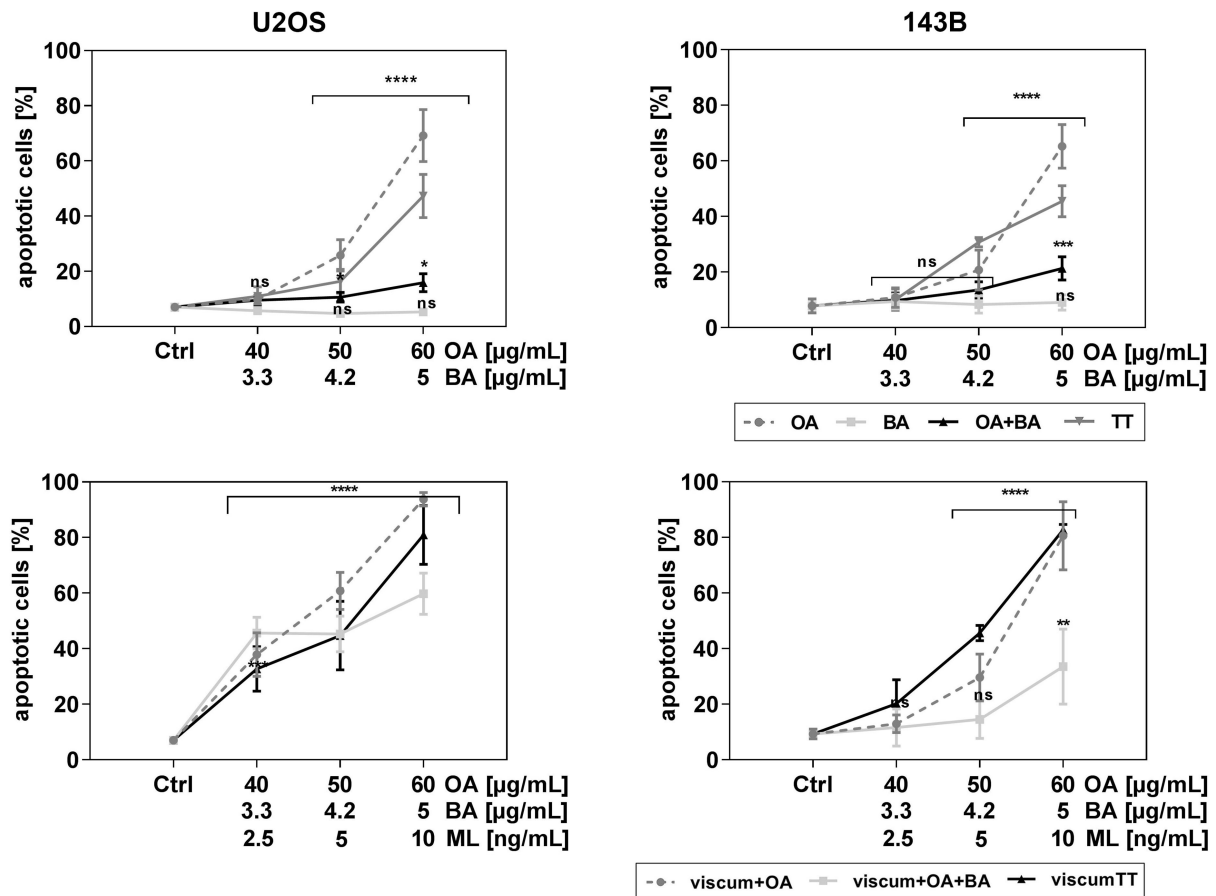 U2OS
100
80
60
40
20
0
apoptotic cells [%]
****
ns
*
ns
*
ns
Ctrl 40 50 60 OA [µg/mL]
3.3 4.2 5 BA [µg/mL]
143B
100
80
60
40
20
0
apoptotic cells [%]
****
ns
***
ns
Ctrl 40 50 60 OA [µg/mL]
3.3 4.2 5 BA [µg/mL]
OA BA OA+BA TT
100
80
60
40
20
0
apoptotic cells [%]
****
***
Ctrl 40 50 60 OA [µg/mL]
3.3 4.2 5 BA [µg/mL]
2.5 5 10 ML [ng/mL]
100
80
60
40
20
0
apoptotic cells [%]
****
**
ns
ns
Ctrl 40 50 60 OA [µg/mL]
3.3 4.2 5 BA [µg/mL]
2.5 5 10 ML [ng/mL]
viscum+OA viscum+OA+BA viscumTT